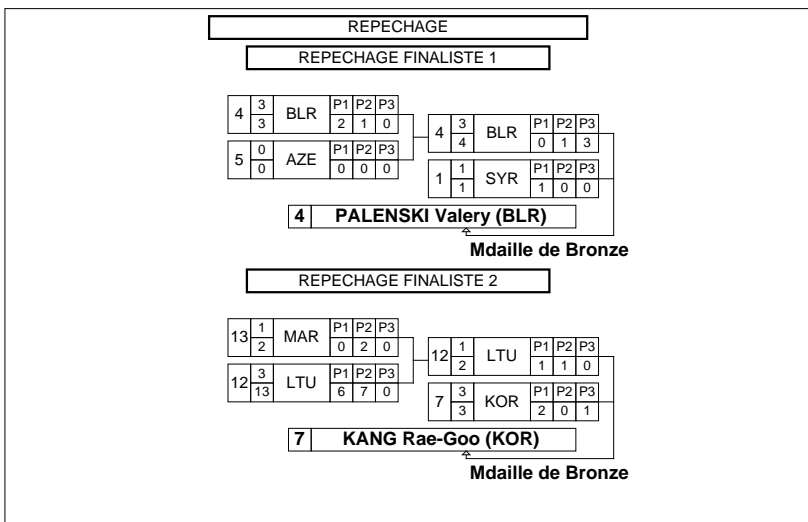 REPECHAGE
REPECHAGE FINALISTE 1
4 3 3 BLR P1 P2 P3 2 1 0
5 0 0 AZE P1 P2 P3 0 0 0
4 3 4 BLR P1 P2 P3 0 1 3
1 1 1 SYR P1 P2 P3 1 0 0
4 PALENSKI Valery (BLR)
Mdaille de Bronze
REPECHAGE FINALISTE 2
13 1 2 MAR P1 P2 P3 0 2 0
12 3 13 LTU P1 P2 P3 6 7 0
12 1 2 LTU P1 P2 P3 1 1 0
7 3 3 KOR P1 P2 P3 2 0 1
7 KANG Rae-Goo (KOR)
Mdaille de Bronze